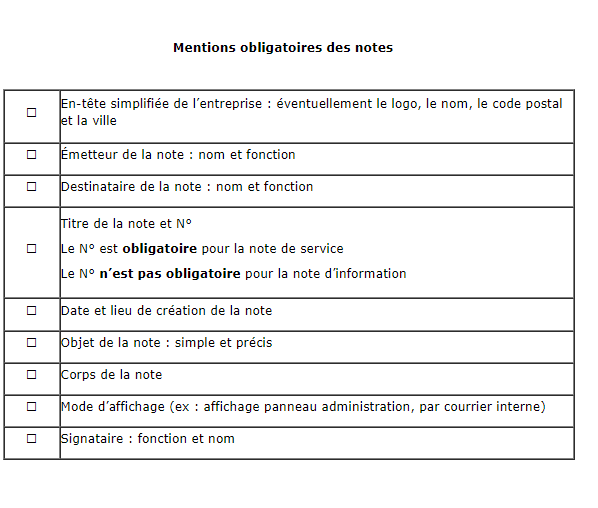 Mentions obligatoires des notes
☐ En-tête simplifiée de l’entreprise : éventuellement le logo, le nom, le code postal
et la ville
☐ Émetteur de la note : nom et fonction
☐ Destinataire de la note : nom et fonction
Titre de la note et N°
☐ Le N° est obligatoire pour la note de service
Le N° n’est pas obligatoire pour la note d’information
☐ Date et lieu de création de la note
☐ Objet de la note : simple et précis
☐ Corps de la note
☐ Mode d’affichage (ex : affichage panneau administration, par courrier interne)
☐ Signataire : fonction et nom